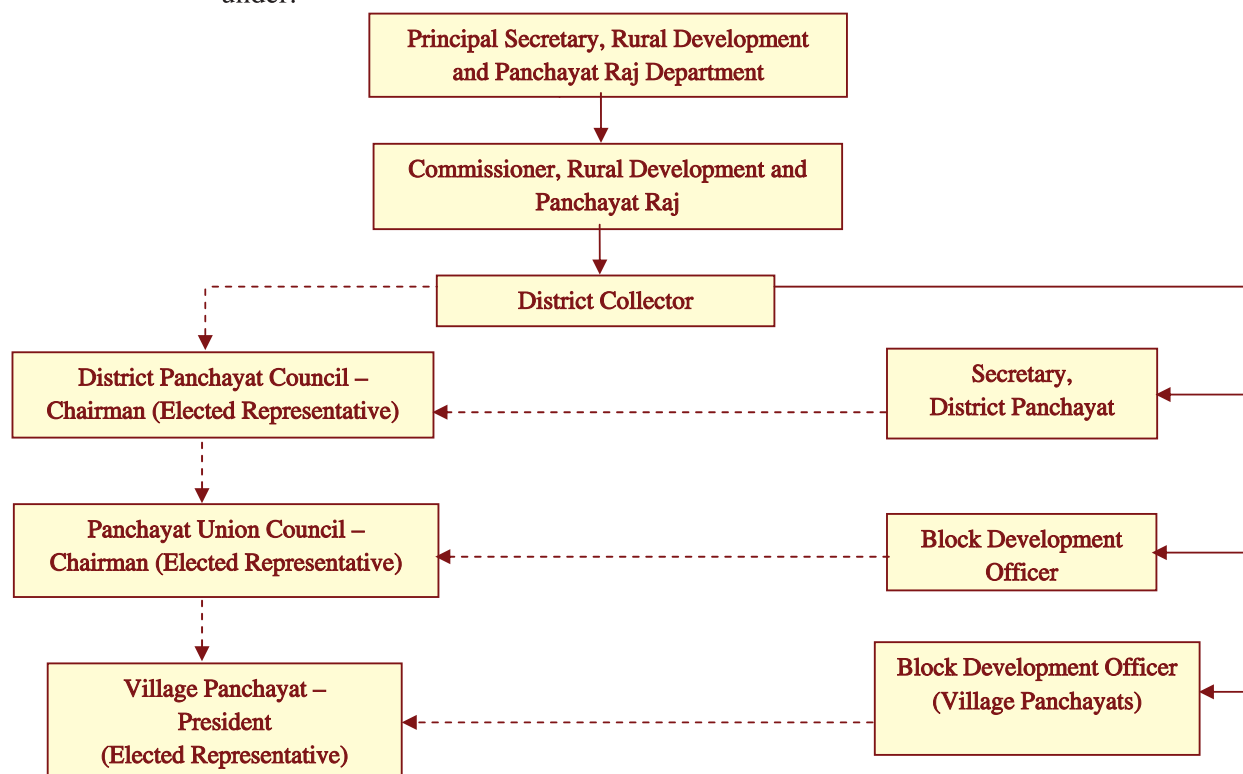 under:
Principal Secretary, Rural Development
and Panchayat Raj Department
Commissioner, Rural Development and
Panchayat Raj
District Collector
District Panchayat Council –
Chairman (Elected Representative)
Secretary,
District Panchayat
Panchayat Union Council –
Chairman (Elected Representative)
Block Development
Officer
Village Panchayat –
President
(Elected Representative)
Block Development Officer
(Village Panchayats)